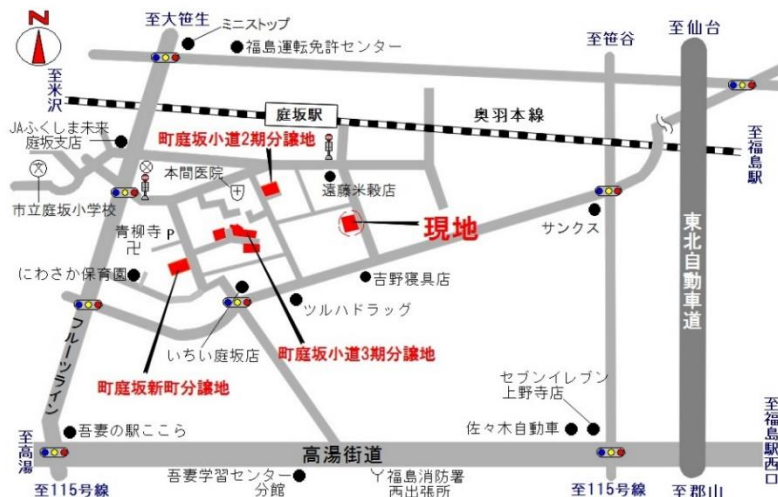 N
至大笹生
ミニストップ
福島運転免許センター
至笹谷
至仙台
至米沢
庭坂駅
奥羽本線
至福島駅
JAふくしま未来
庭坂支店
町庭坂小道2期分譲地
本間医院
遠藤米穀店
市立庭坂小学校
文
青柳寺
P
卍
現地
サンクス
東北自動車道
にわさか保育園
吉野寝具店
ツルハドラッグ
フルーツライン
いちい庭坂店
町庭坂小道3期分譲地
町庭坂新町分譲地
セブンイレブン
上野寺店
吾妻の駅ここら
佐々木自動車
至高湯
高湯街道
至福島駅西口
至115号線
吾妻学習センター
分館
福島消防署
西出張所
至115号線
至郡山